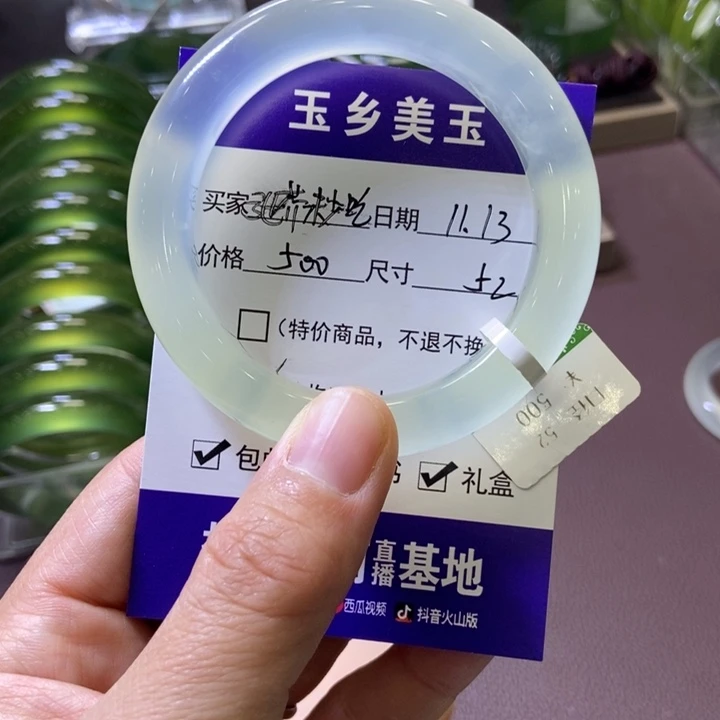 玉乡美玉
买家 日期 11.13
价格 500 尺寸 52
(特价商品，不退不换
✓包 ✓礼盒
直播基地
西瓜视频 抖音火山版
500 52